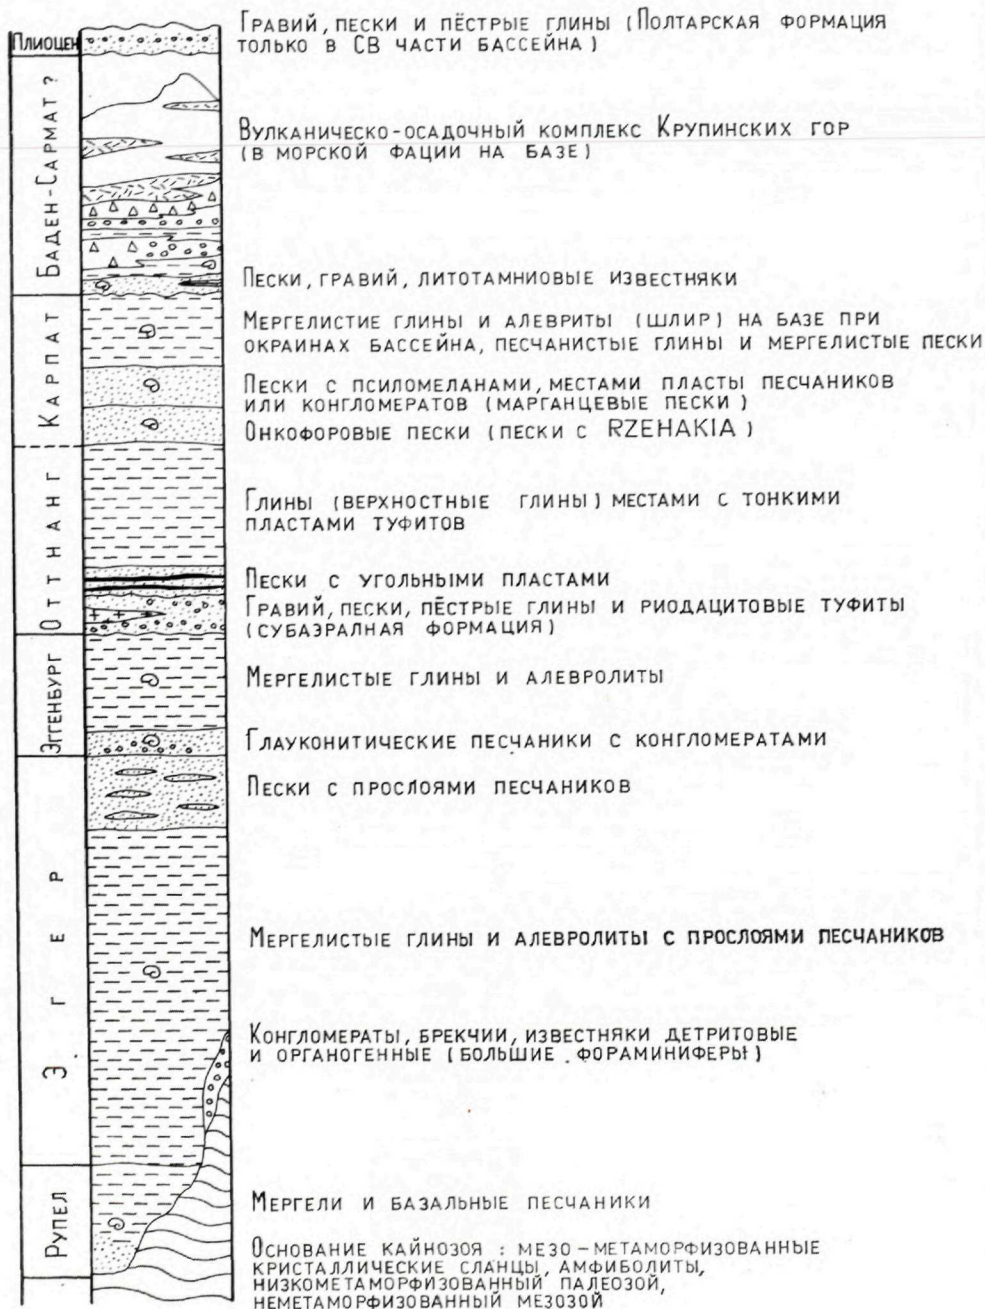 Гравий, пески и пёстрые глины (Полтарская формация
только в СВ части бассейна)
Плиоцен
Баден-Сармат ?
Вулканическо-осадочный комплекс Крупинских гор
(в морской фации на базе)
Пески, гравий, литотамниовые известняки
Карпат
Мергелистие глины и алевриты (шлир) на базе при
окраинах бассейна, песчанистые глины и мергелистые пески
Пески с псиломеланами, местами пласты песчаников
или конгломератов (марганцевые пески)
Онкофоровые пески (пески с RZEHAKIA)
Оттнанг
Глины (верхностные глины) местами с тонкими
пластами туфитов
Пески с угольными пластами
Гравий, пески, пёстрые глины и риодацитовые туфиты
(субаэралная формация)
Эггенбург
Мергелистые глины и алевролиты
Глауконитические песчаники с конгломератами
Эгер
Пески с прослоями песчаников
Мергелистые глины и алевролиты с прослоями песчаников
Конгломераты, брекчии, известняки детритовые
и органогенные (большие фораминиферы)
Рупел
Мергели и базальные песчаники
Основание кайнозоя : мезо-метаморфизованные
кристаллические сланцы, амфиболиты,
низкометаморфизованный палеозой,
неметаморфизованный мезозой